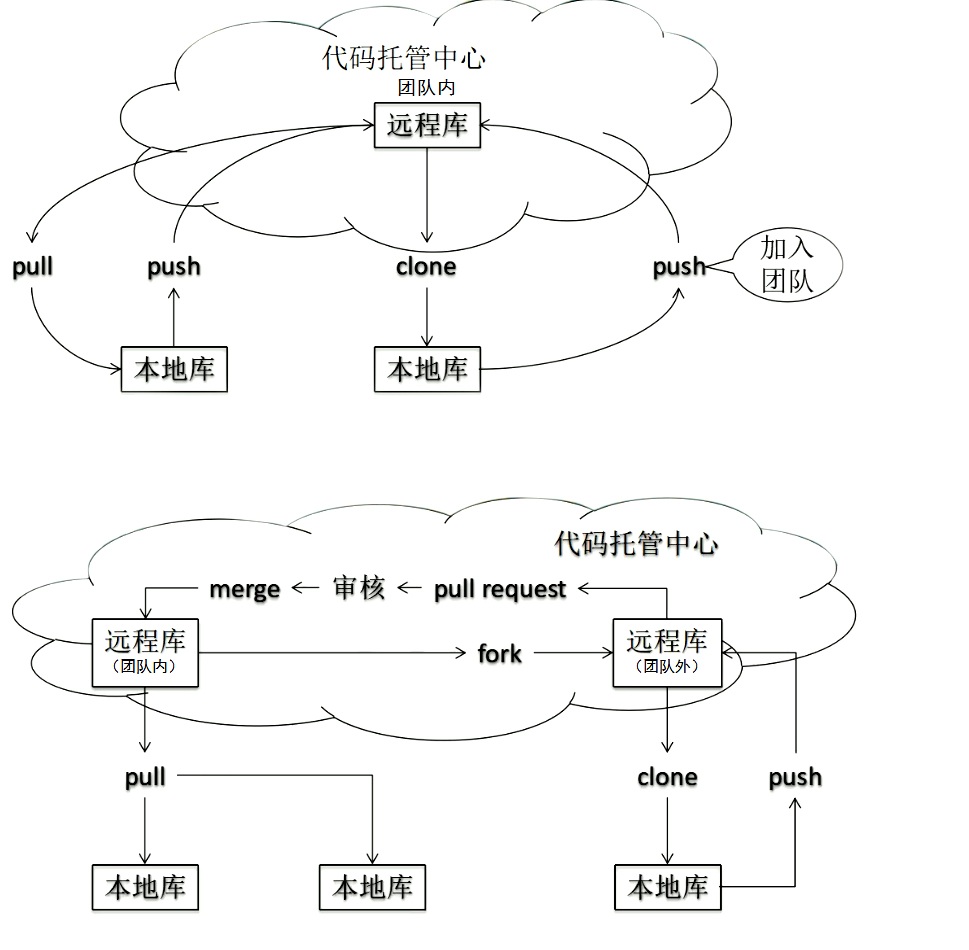 代码托管中心
团队内
远程库
pull
push
clone
push
加入
团队
本地库
本地库
代码托管中心
merge
审核
pull request
远程库
（团队内）
fork
远程库
（团队外）
pull
clone
push
本地库
本地库
本地库